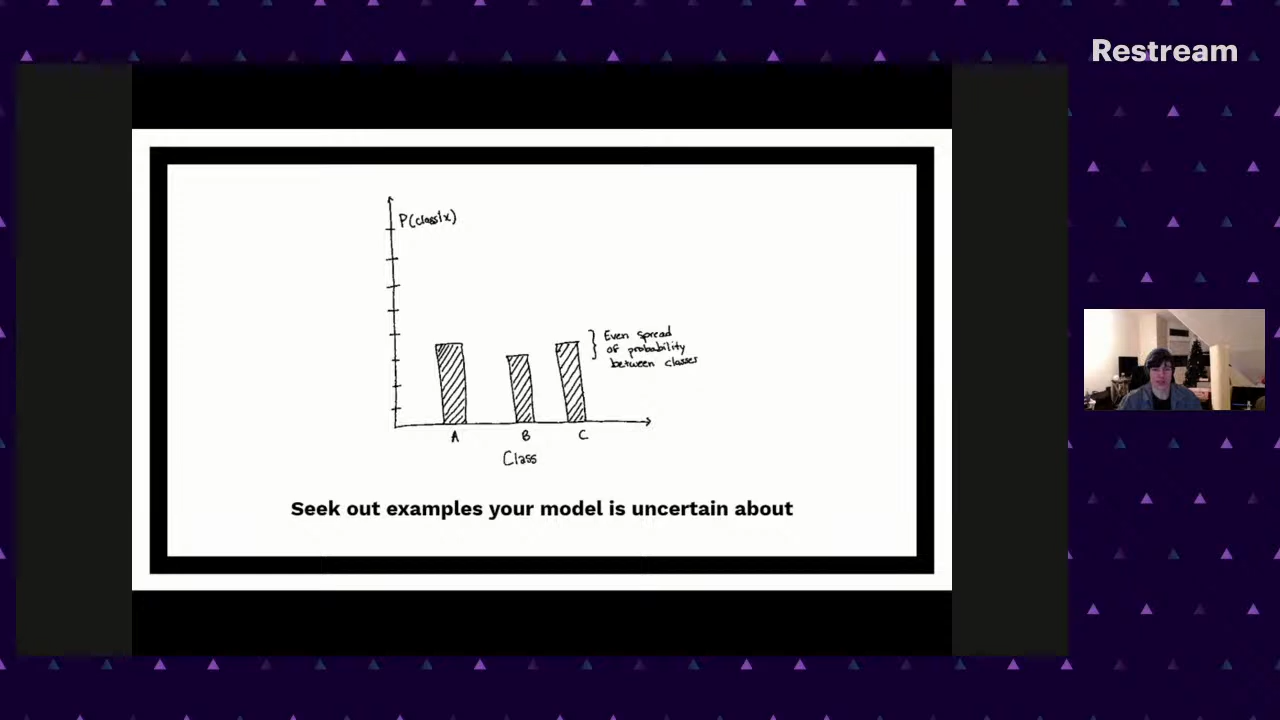 Restream
P(class|x)
Even spread
of probability
between classes
A B C
Class
Seek out examples your model is uncertain about